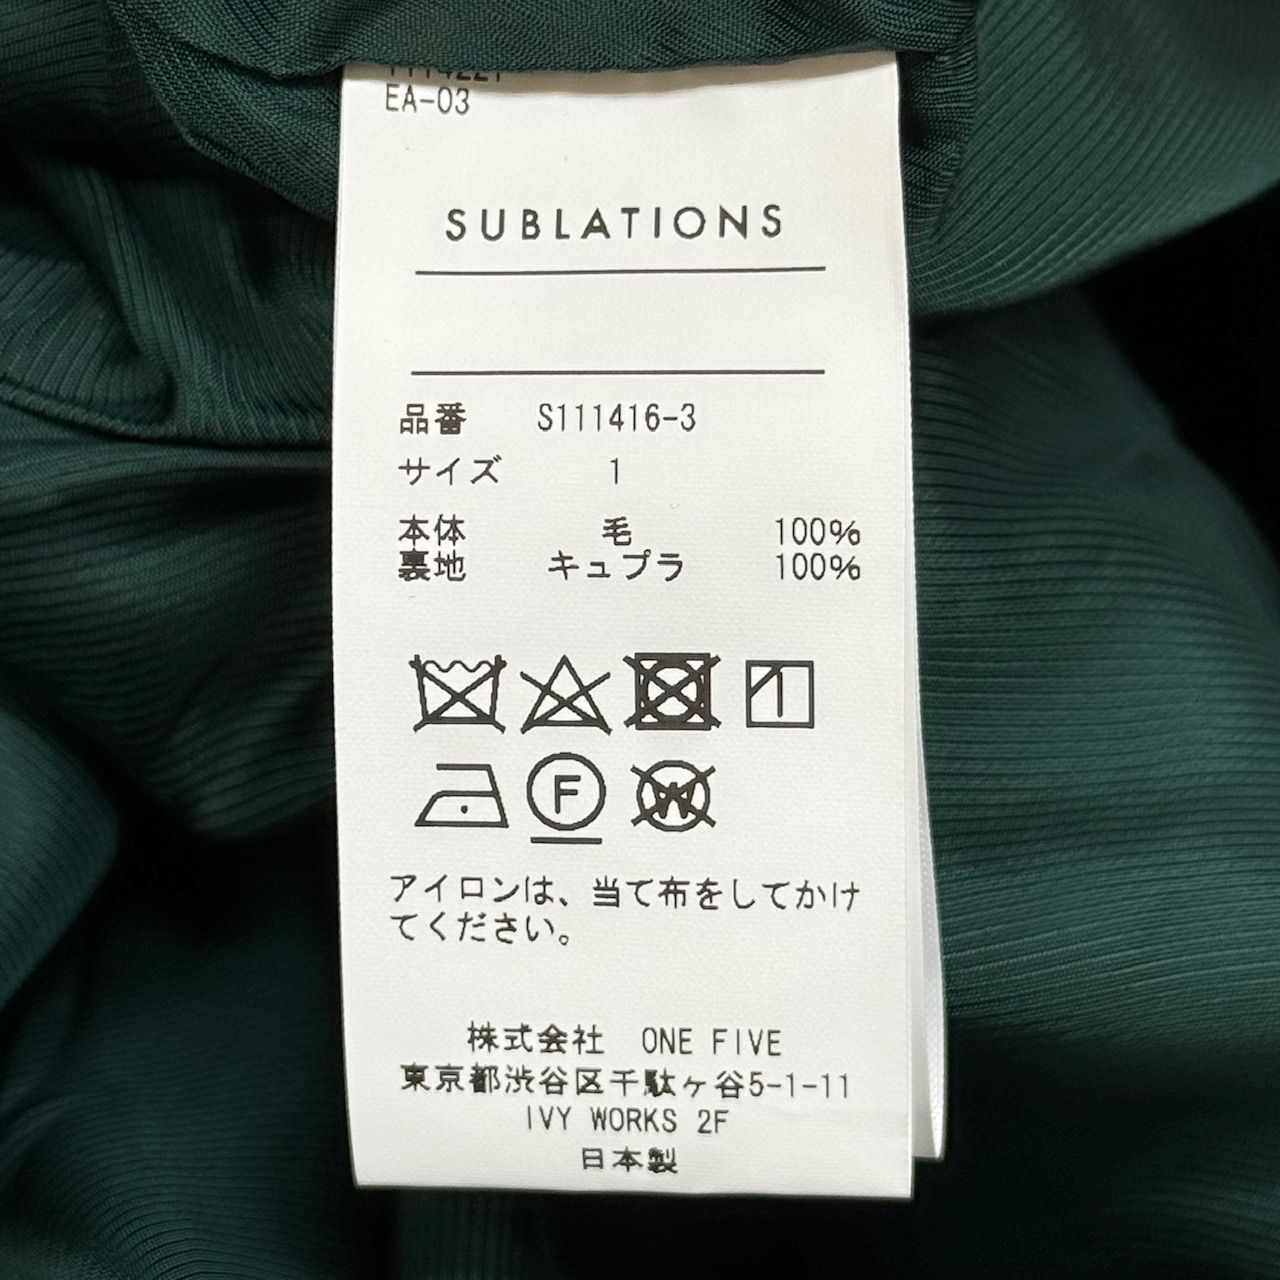 EA-03
SUBLATIONS
品番 S111416-3
サイズ 1
本体 毛 100%
裏地 キュプラ 100%
F
W
アイロンは、当て布をしてかけ
てください。
株式会社 ONE FIVE
東京都渋谷区千駄ヶ谷5-1-11
IVY WORKS 2F
日本製